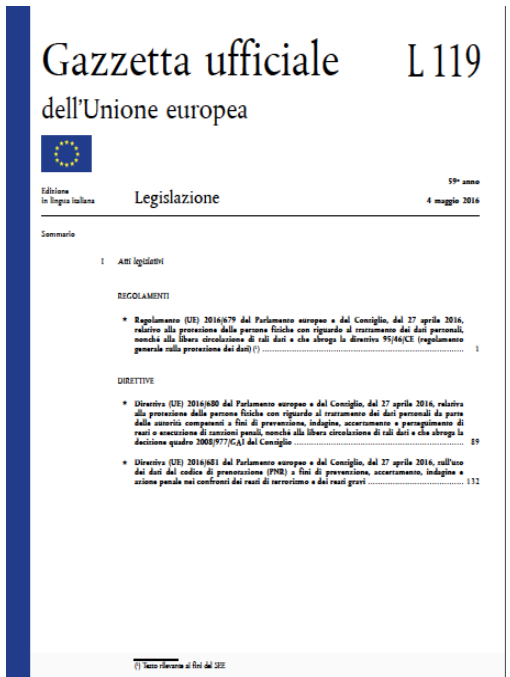 Gazzetta ufficiale L 119
dell'Unione europea
59º anno
Edizione
in lingua italiana
Legislazione
4 maggio 2016
Sommario
I Atti legislativi
REGOLAMENTI
* Regolamento (UE) 2016/679 del Parlamento europeo e del Consiglio, del 27 aprile 2016,
relativo alla protezione delle persone fisiche con riguardo al trattamento dei dati personali,
nonché alla libera circolazione di tali dati e che abroga la direttiva 95/46/CE (regolamento
generale sulla protezione dei dati) (¹) ........ 1
DIRETTIVE
* Direttiva (UE) 2016/680 del Parlamento europeo e del Consiglio, del 27 aprile 2016, relativa
alla protezione delle persone fisiche con riguardo al trattamento dei dati personali da parte
delle autorità competenti a fini di prevenzione, indagine, accertamento e perseguimento di
reati o esecuzione di sanzioni penali, nonché alla libera circolazione di tali dati e che abroga la
decisione quadro 2008/977/GAI del Consiglio ........ 89
* Direttiva (UE) 2016/681 del Parlamento europeo e del Consiglio, del 27 aprile 2016, sull'uso
dei dati del codice di prenotazione (PNR) a fini di prevenzione, accertamento, indagine e
azione penale nei confronti dei reati di terrorismo e dei reati gravi ........ 132
(¹) Testo rilevante ai fini del SEE